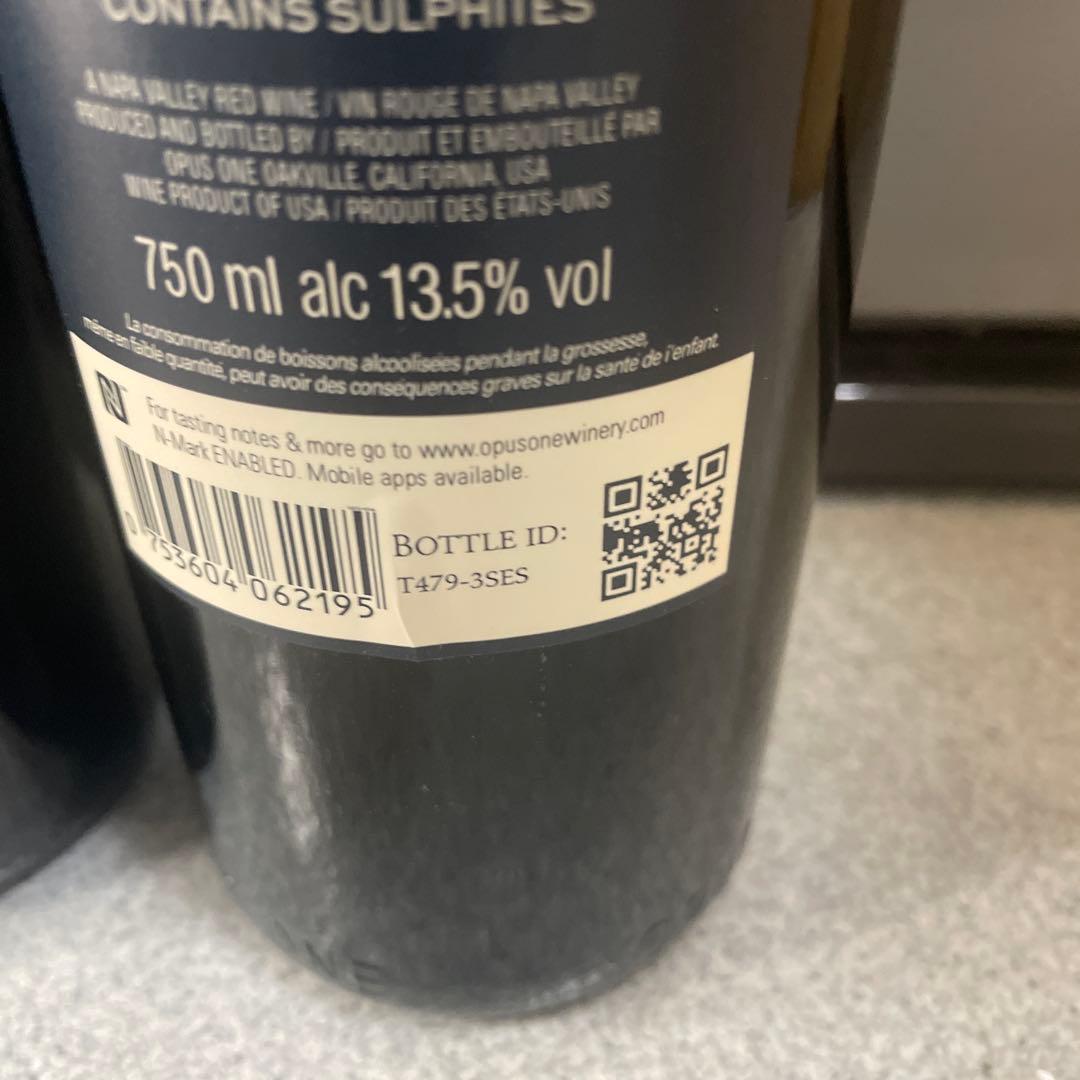 CONTAINS SULPHITES
A NAPA VALLEY RED WINE / VIN ROUGE DE NAPA VALLEY
PRODUCED AND BOTTLED BY / PRODUIT ET EMBOUTEILLÉ PAR
OPUS ONE OAKVILLE, CALIFORNIA, USA
WINE PRODUCT OF USA / PRODUIT DES ÉTATS-UNIS
750 ml alc 13.5% vol
La consommation de boissons alcoolisées pendant la grossesse,
même en faible quantité, peut avoir des conséquences graves sur la santé de l'enfant.
N™
For tasting notes & more go to www.opusonewinery.com
N-Mark ENABLED. Mobile apps available.
BOTTLE ID:
T479-3SES
0 753604 062195